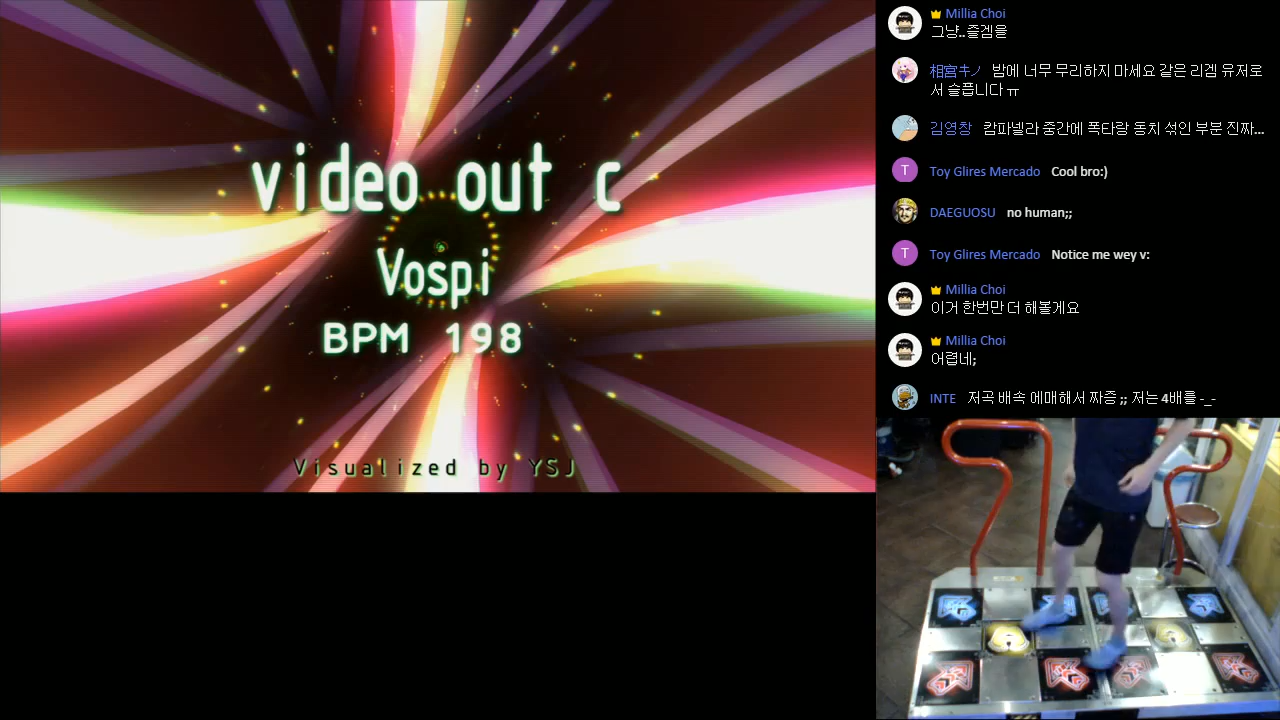 video out c
Vospi
BPM 198
Visualized by YSJ
Millia Choi
그냥..즐겜을
相宮キノ 밤에 너무 무리하지 마세요 같은 리겜 유저로
서 슬픕니다 ㅠ
김영창 캄파넬라 중간에 폭타랑 동치 섞인 부분 진짜...
T Toy Glires Mercado Cool bro:)
DAEGUOSU no human;;
T Toy Glires Mercado Notice me wey v:
Millia Choi
이거 한번만 더 해볼게요
Millia Choi
어렵네;
INTE 저곡 배속 에매해서 짜증 ;; 저는 4배를 -_-